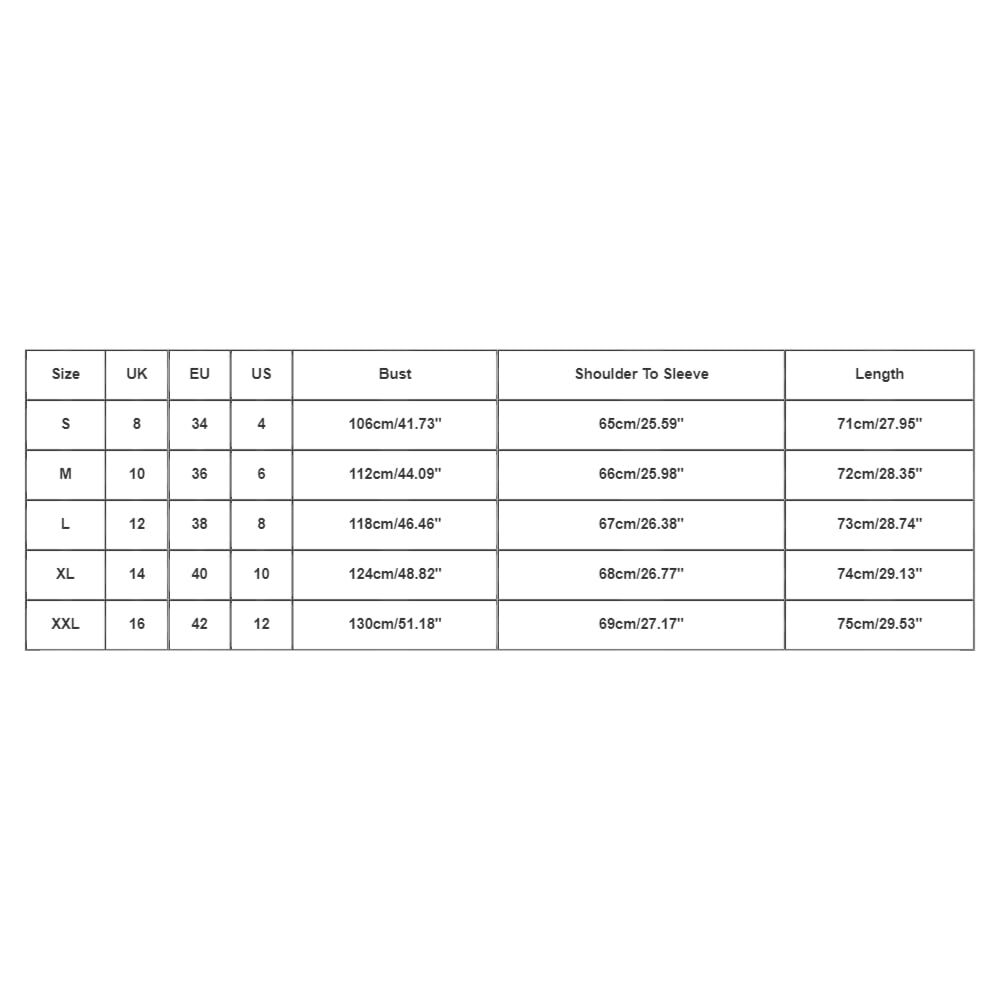 Size UK EU US Bust Shoulder To Sleeve Length
S 8 34 4 106cm/41.73" 65cm/25.59" 71cm/27.95"
M 10 36 6 112cm/44.09" 66cm/25.98" 72cm/28.35"
L 12 38 8 118cm/46.46" 67cm/26.38" 73cm/28.74"
XL 14 40 10 124cm/48.82" 68cm/26.77" 74cm/29.13"
XXL 16 42 12 130cm/51.18" 69cm/27.17" 75cm/29.53"